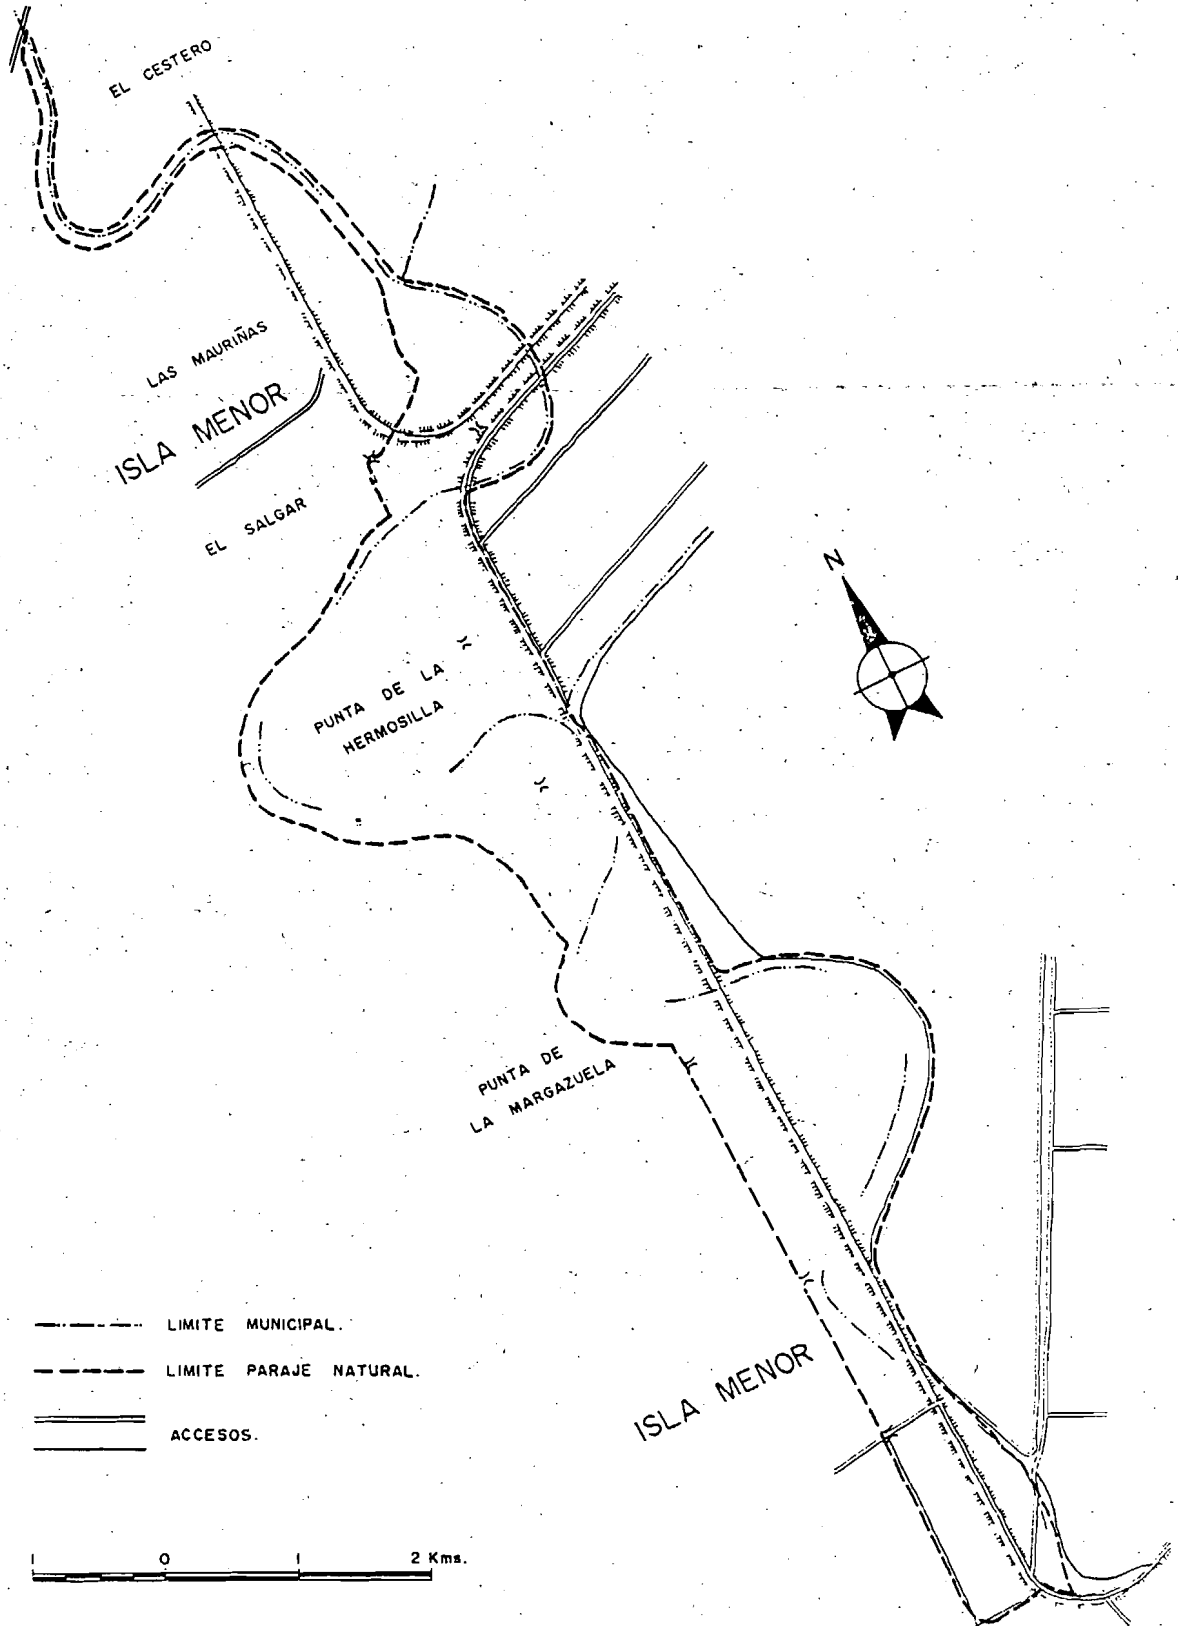 EL CESTERO
LAS MAURIÑAS
ISLA MENOR
EL SALGAR
N
PUNTA DE LA
HERMOSILLA
PUNTA DE
LA MARGAZUELA
ISLA MENOR
LIMITE MUNICIPAL.
LIMITE PARAJE NATURAL.
ACCESOS.
1 0 1 2 Kms.